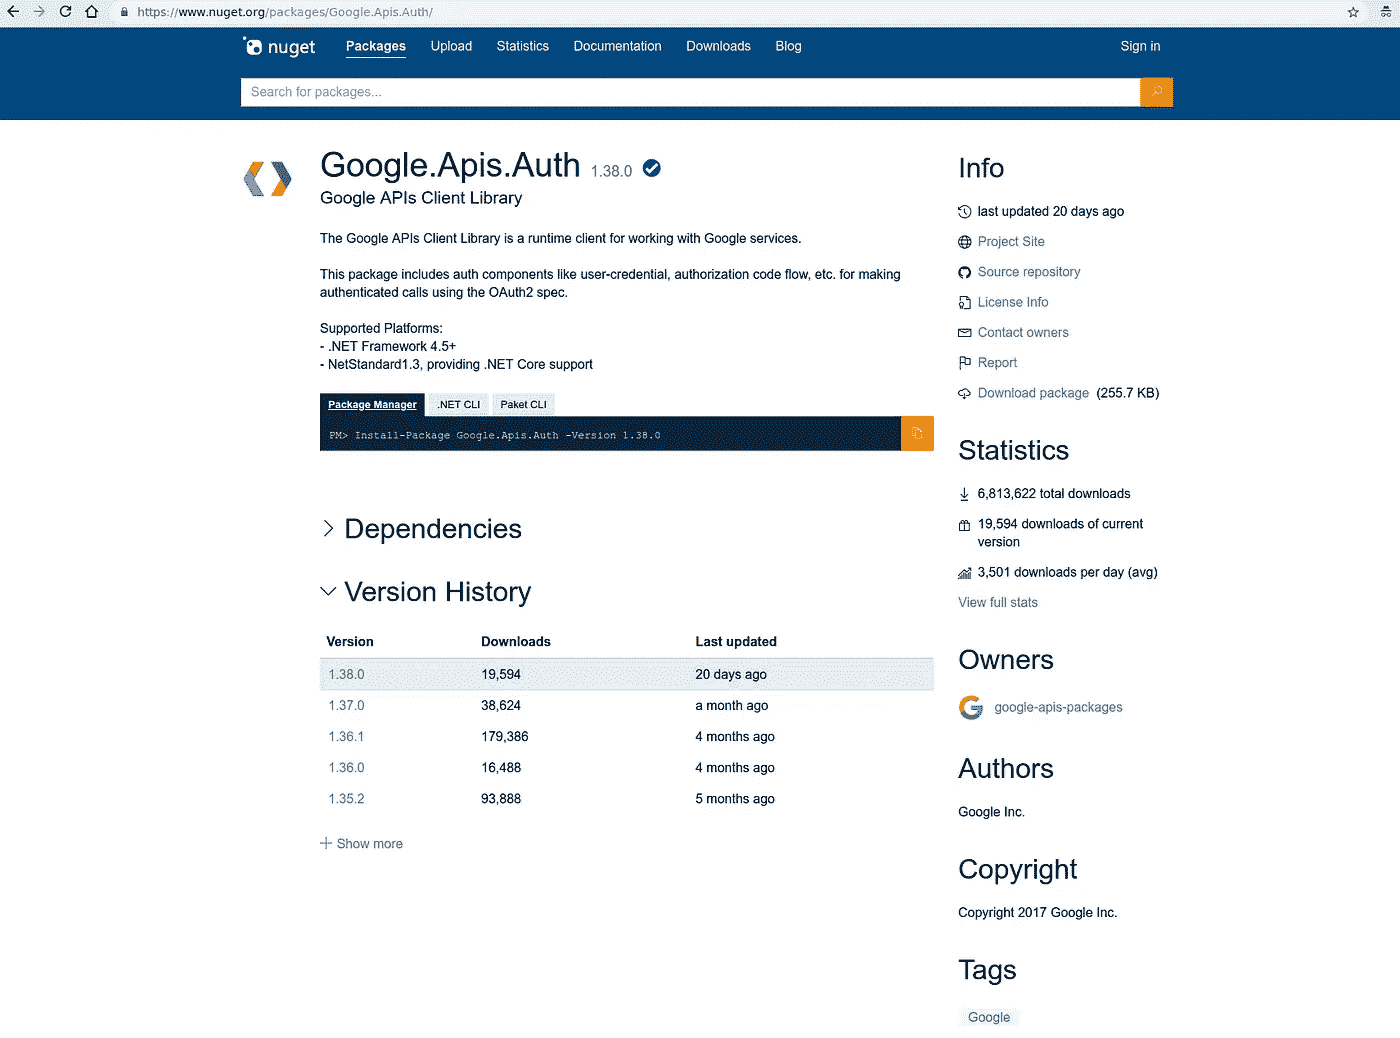 https://www.nuget.org/packages/Google.Apis.Auth/
nuget
Packages
Upload
Statistics
Documentation
Downloads
Blog
Sign in
Search for packages...
Google.Apis.Auth 1.38.0
Google APIs Client Library
The Google APIs Client Library is a runtime client for working with Google services.
This package includes auth components like user-credential, authorization code flow, etc. for making
authenticated calls using the OAuth2 spec.
Supported Platforms:
- .NET Framework 4.5+
- NetStandard1.3, providing .NET Core support
Package Manager
.NET CLI
Paket CLI
PM> Install-Package Google.Apis.Auth -Version 1.38.0
Dependencies
Version History
Version Downloads Last updated
1.38.0 19,594 20 days ago
1.37.0 38,624 a month ago
1.36.1 179,386 4 months ago
1.36.0 16,488 4 months ago
1.35.2 93,888 5 months ago
Show more
Info
last updated 20 days ago
Project Site
Source repository
License Info
Contact owners
Report
Download package (255.7 KB)
Statistics
6,813,622 total downloads
19,594 downloads of current
version
3,501 downloads per day (avg)
View full stats
Owners
google-apis-packages
Authors
Google Inc.
Copyright
Copyright 2017 Google Inc.
Tags
Google